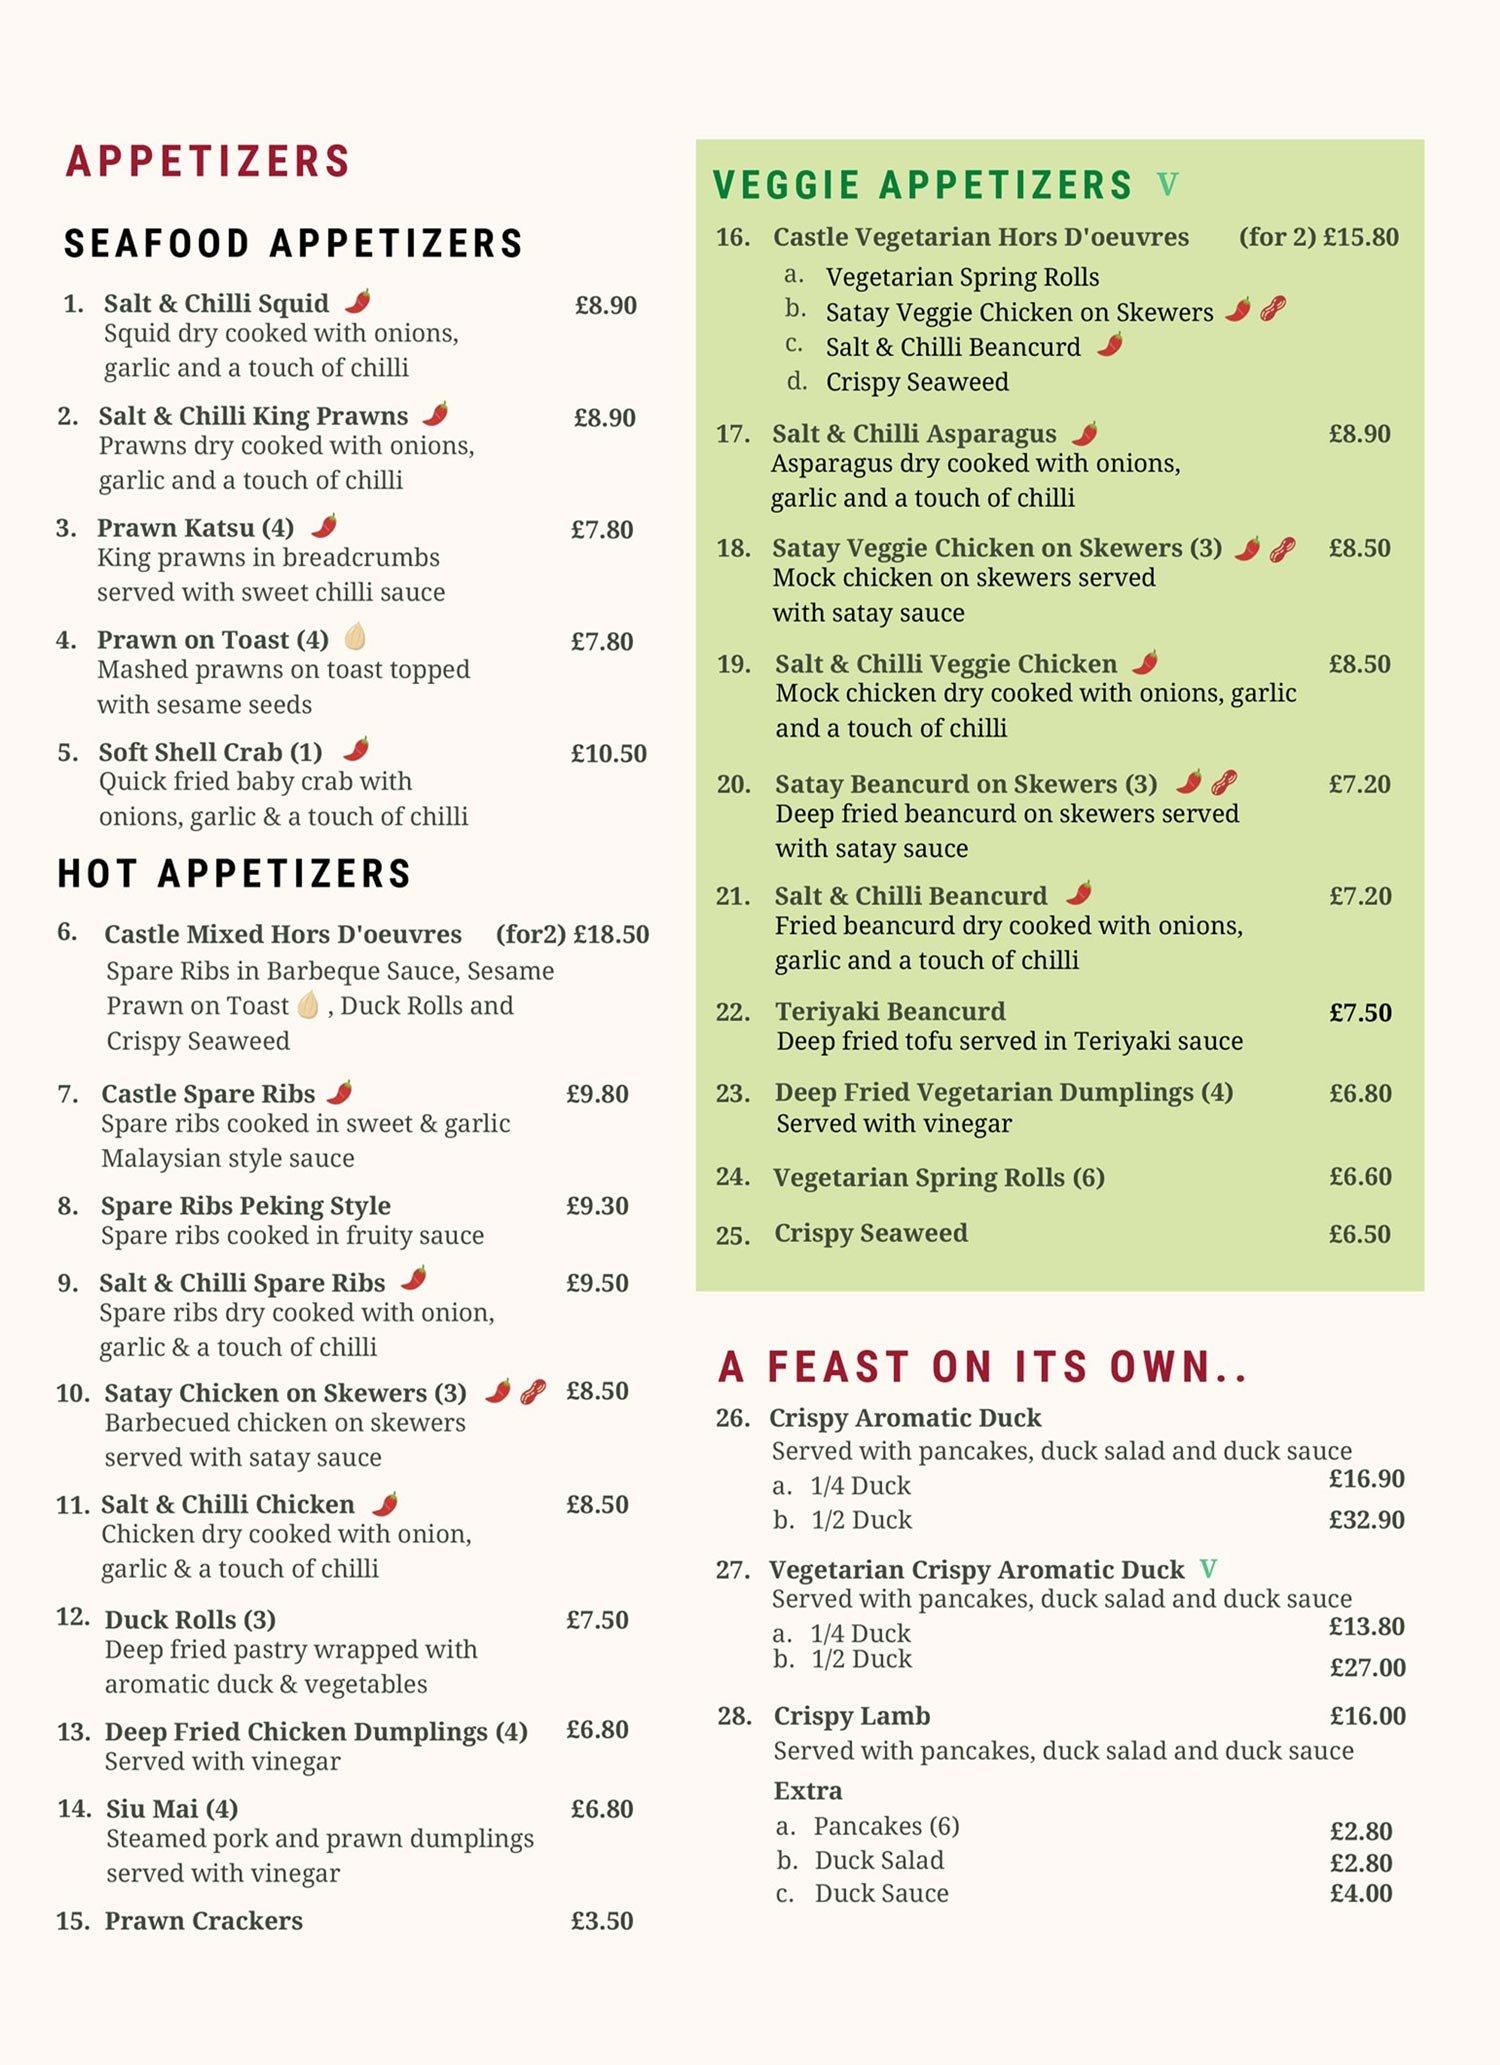 APPETIZERS
SEAFOOD APPETIZERS
1. Salt & Chilli Squid £8.90
Squid dry cooked with onions,
garlic and a touch of chilli
2. Salt & Chilli King Prawns £8.90
Prawns dry cooked with onions,
garlic and a touch of chilli
3. Prawn Katsu (4) £7.80
King prawns in breadcrumbs
served with sweet chilli sauce
4. Prawn on Toast (4) £7.80
Mashed prawns on toast topped
with sesame seeds
5. Soft Shell Crab (1) £10.50
Quick fried baby crab with
onions, garlic & a touch of chilli
HOT APPETIZERS
6. Castle Mixed Hors D'oeuvres (for2) £18.50
Spare Ribs in Barbeque Sauce, Sesame
Prawn on Toast , Duck Rolls and
Crispy Seaweed
7. Castle Spare Ribs £9.80
Spare ribs cooked in sweet & garlic
Malaysian style sauce
8. Spare Ribs Peking Style £9.30
Spare ribs cooked in fruity sauce
9. Salt & Chilli Spare Ribs £9.50
Spare ribs dry cooked with onion,
garlic & a touch of chilli
10. Satay Chicken on Skewers (3) £8.50
Barbecued chicken on skewers
served with satay sauce
11. Salt & Chilli Chicken £8.50
Chicken dry cooked with onion,
garlic & a touch of chilli
12. Duck Rolls (3) £7.50
Deep fried pastry wrapped with
aromatic duck & vegetables
13. Deep Fried Chicken Dumplings (4) £6.80
Served with vinegar
14. Siu Mai (4) £6.80
Steamed pork and prawn dumplings
served with vinegar
15. Prawn Crackers £3.50
VEGGIE APPETIZERS V
16. Castle Vegetarian Hors D'oeuvres (for 2) £15.80
a. Vegetarian Spring Rolls
b. Satay Veggie Chicken on Skewers
c. Salt & Chilli Beancurd
d. Crispy Seaweed
17. Salt & Chilli Asparagus £8.90
Asparagus dry cooked with onions,
garlic and a touch of chilli
18. Satay Veggie Chicken on Skewers (3) £8.50
Mock chicken on skewers served
with satay sauce
19. Salt & Chilli Veggie Chicken £8.50
Mock chicken dry cooked with onions, garlic
and a touch of chilli
20. Satay Beancurd on Skewers (3) £7.20
Deep fried beancurd on skewers served
with satay sauce
21. Salt & Chilli Beancurd £7.20
Fried beancurd dry cooked with onions,
garlic and a touch of chilli
22. Teriyaki Beancurd £7.50
Deep fried tofu served in Teriyaki sauce
23. Deep Fried Vegetarian Dumplings (4) £6.80
Served with vinegar
24. Vegetarian Spring Rolls (6) £6.60
25. Crispy Seaweed £6.50
A FEAST ON ITS OWN..
26. Crispy Aromatic Duck
Served with pancakes, duck salad and duck sauce
a. 1/4 Duck £16.90
b. 1/2 Duck £32.90
27. Vegetarian Crispy Aromatic Duck V
Served with pancakes, duck salad and duck sauce
a. 1/4 Duck £13.80
b. 1/2 Duck £27.00
28. Crispy Lamb £16.00
Served with pancakes, duck salad and duck sauce
Extra
a. Pancakes (6) £2.80
b. Duck Salad £2.80
c. Duck Sauce £4.00